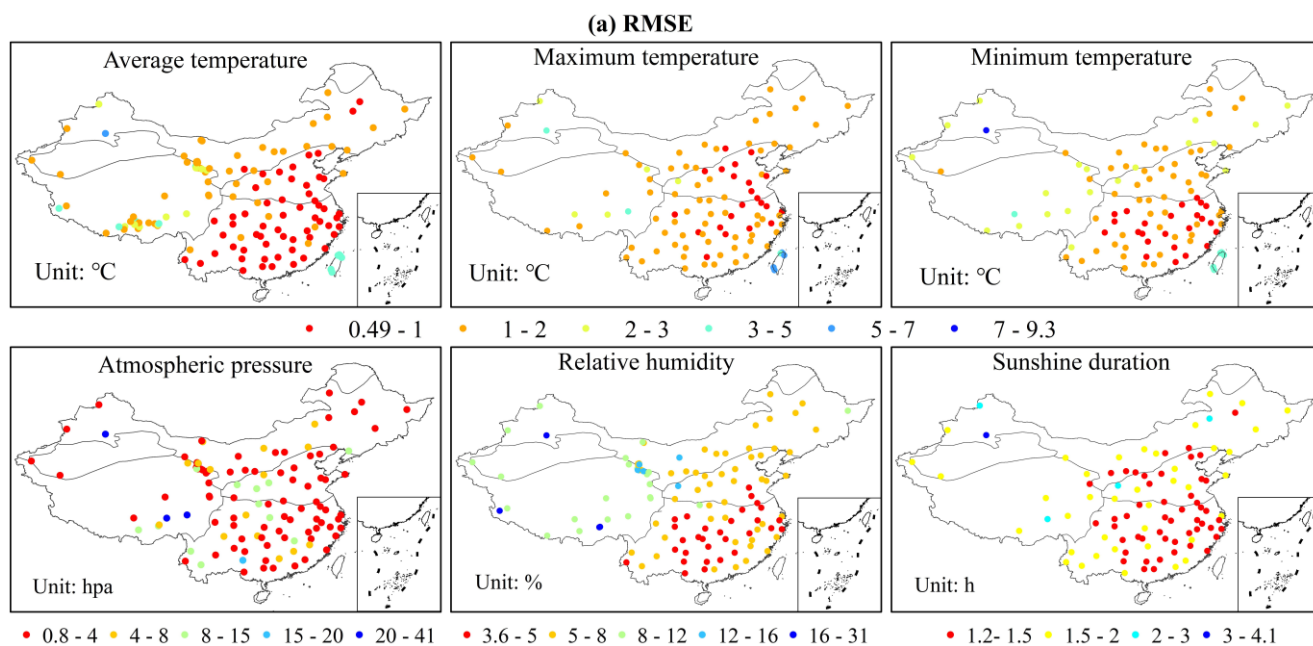 (a) RMSE
Average temperature
Maximum temperature
Minimum temperature
Unit: ℃
Unit: ℃
Unit: ℃
0.49 - 1
1 - 2
2 - 3
3 - 5
5 - 7
7 - 9.3
Atmospheric pressure
Relative humidity
Sunshine duration
Unit: hpa
Unit: %
Unit: h
0.8 - 4
4 - 8
8 - 15
15 - 20
20 - 41
3.6 - 5
5 - 8
8 - 12
12 - 16
16 - 31
1.2- 1.5
1.5 - 2
2 - 3
3 - 4.1